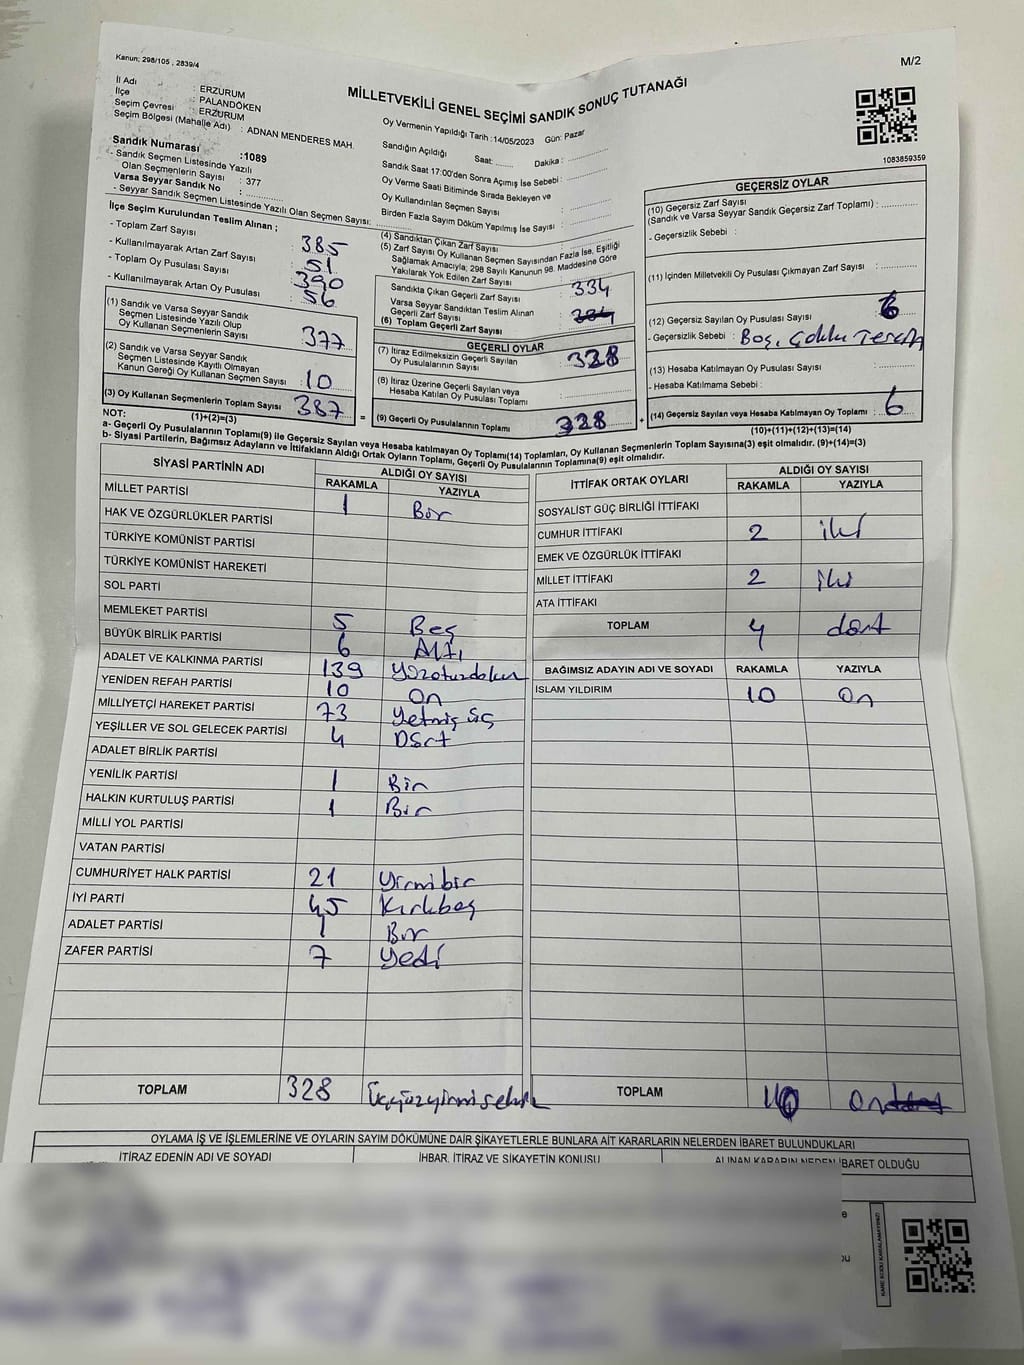 Kanun; 298/105 , 2839/4
M/2
MİLLETVEKİLİ GENEL SEÇİMİ SANDIK SONUÇ TUTANAĞI
İl Adı : ERZURUM
İlçe : PALANDÖKEN
Seçim Çevresi : ERZURUM
Seçim Bölgesi (Mahalle Adı) : ADNAN MENDERES MAH.
Sandık Numarası :1089
- Sandık Seçmen Listesinde Yazılı
Olan Seçmenlerin Sayısı : 377
Varsa Seyyar Sandık No :
- Seyyar Sandık Seçmen Listesinde Yazılı Olan Seçmen Sayısı:
İlçe Seçim Kurulundan Teslim Alınan ;
- Toplam Zarf Sayısı : 385
- Kullanılmayarak Artan Zarf Sayısı : 51
- Toplam Oy Pusulası Sayısı : 390
- Kullanılmayarak Artan Oy Pusulası : 56
(1) Sandık ve Varsa Seyyar Sandık
Seçmen Listesinde Yazılı Olup
Oy Kullanan Seçmenlerin Sayısı : 377
(2) Sandık ve Varsa Seyyar Sandık
Seçmen Listesinde Kayıtlı Olmayan
Kanun Gereği Oy Kullanan Seçmen Sayısı : 10
(3) Oy Kullanan Seçmenlerin Toplam Sayısı : 387
(1)+(2)=(3)
Oy Vermenin Yapıldığı Tarih :14/05/2023 Gün: Pazar
Sandığın Açıldığı Saat: Dakika :
Sandık Saat 17:00'den Sonra Açımış İse Sebebi :
Oy Verme Saati Bitiminde Sırada Bekleyen ve
Oy Kullandırılan Seçmen Sayısı :
Birden Fazla Sayım Döküm Yapılmış İse Sayısı :
(4) Sandıktan Çıkan Zarf Sayısı :
(5) Zarf Sayısı Oy Kullanan Seçmen Sayısından Fazla İse, Eşitliği
Sağlamak Amacıyla; 298 Sayılı Kanunun 98. Maddesine Göre
Yakılarak Yok Edilen Zarf Sayısı :
Sandıkta Çıkan Geçerli Zarf Sayısı : 334
Varsa Seyyar Sandıktan Teslim Alınan
Geçerli Zarf Sayısı :
(6) Toplam Geçerli Zarf Sayısı
GEÇERLİ OYLAR
(7) İtiraz Edilmeksizin Geçerli Sayılan
Oy Pusulalarının Sayısı : 328
(8) İtiraz Üzerine Geçerli Sayılan veya
Hesaba Katılan Oy Pusulası Toplamı :
= (9) Geçerli Oy Pusulalarının Toplamı : 328 +
1083859359
GEÇERSİZ OYLAR
(10) Geçersiz Zarf Sayısı
(Sandık ve Varsa Seyyar Sandık Geçersiz Zarf Toplamı) :
- Geçersizlik Sebebi :
(11) İçinden Milletvekili Oy Pusulası Çıkmayan Zarf Sayısı :
(12) Geçersiz Sayılan Oy Pusulası Sayısı : 6
- Geçersizlik Sebebi : Boş, Çoklu Tercih
(13) Hesaba Katılmayan Oy Pusulası Sayısı :
- Hesaba Katılmama Sebebi :
(14) Geçersiz Sayılan veya Hesaba Katılmayan Oy Toplamı : 6
(10)+(11)+(12)+(13)=(14)
NOT:
a- Geçerli Oy Pusulalarının Toplamı(9) ile Geçersiz Sayılan veya Hesaba katılmayan Oy Toplamı(14) Toplamları, Oy Kullanan Seçmenlerin Toplam Sayısına(3) eşit olmalıdır. (9)+(14)=(3)
b- Siyasi Partilerin, Bağımsız Adayların ve İttifakların Aldığı Ortak Oyların Toplamı, Geçerli Oy Pusulalarının Toplamına(9) eşit olmalıdır.
SİYASİ PARTİNİN ADI ALDIĞI OY SAYISI
RAKAMLA YAZIYLA
MİLLET PARTİSİ 1 Bir
HAK VE ÖZGÜRLÜKLER PARTİSİ
TÜRKİYE KOMÜNİST PARTİSİ
TÜRKİYE KOMÜNİST HAREKETİ
SOL PARTİ
MEMLEKET PARTİSİ 5 Beş
BÜYÜK BİRLİK PARTİSİ 6 Altı
ADALET VE KALKINMA PARTİSİ 139 Yüzotuzdokuz
YENİDEN REFAH PARTİSİ 10 On
MİLLİYETÇİ HAREKET PARTİSİ 73 Yetmiş üç
YEŞİLLER VE SOL GELECEK PARTİSİ 4 Dört
ADALET BİRLİK PARTİSİ
YENİLİK PARTİSİ 1 Bir
HALKIN KURTULUŞ PARTİSİ 1 Bir
MİLLİ YOL PARTİSİ
VATAN PARTİSİ
CUMHURİYET HALK PARTİSİ 21 Yirmibir
İYİ PARTİ 45 Kırkbeş
ADALET PARTİSİ 1 Bir
ZAFER PARTİSİ 7 Yedi
TOPLAM 328 Üçyüzyirmisekiz
İTTİFAK ORTAK OYLARI ALDIĞI OY SAYISI
RAKAMLA YAZIYLA
SOSYALİST GÜÇ BİRLİĞİ İTTİFAKI
CUMHUR İTTİFAKI 2 iki
EMEK VE ÖZGÜRLÜK İTTİFAKI
MİLLET İTTİFAKI 2 iki
ATA İTTİFAKI
TOPLAM 4 dört
BAĞIMSIZ ADAYIN ADI VE SOYADI RAKAMLA YAZIYLA
İSLAM YILDIRIM 10 On
TOPLAM 10 On
OYLAMA İŞ VE İŞLEMLERİNE VE OYLARIN SAYIM DÖKÜMÜNE DAİR ŞİKAYETLERLE BUNLARA AİT KARARLARIN NELERDEN İBARET BULUNDUKLARI
İTİRAZ EDENİN ADI VE SOYADI İHBAR, İTİRAZ VE ŞİKAYETİN KONUSU ALINAN KARARIN NEDEN İBARET OLDUĞU
KARE KODU KARALAMAYINIZ!